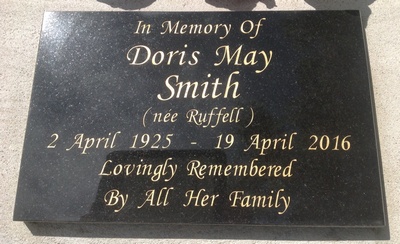 In Memory Of
Doris May
Smith
(née Ruffell)
2 April 1925 - 19 April 2016
Lovingly Remembered
By All Her Family